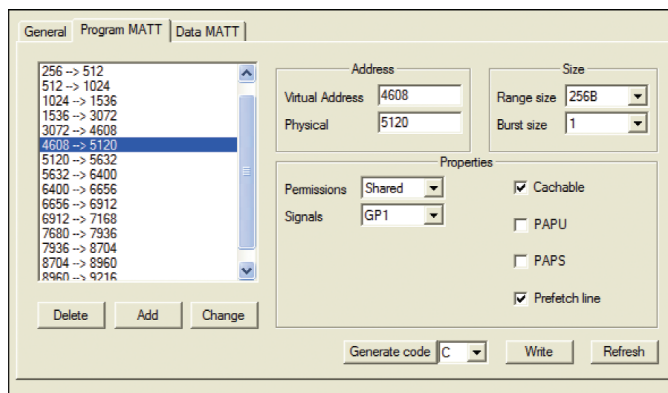 General Program MATT Data MATT
256 --> 512
512 --> 1024
1024 --> 1536
1536 --> 3072
3072 --> 4608
4608 --> 5120
5120 --> 5632
5632 --> 6400
6400 --> 6656
6656 --> 6912
6912 --> 7168
7680 --> 7936
7936 --> 8704
8704 --> 8960
8960 --> 9216
Delete Add Change
Address
Virtual Address 4608
Physical 5120
Size
Range size 256B
Burst size 1
Properties
Permissions Shared
Signals GP1
Cachable
PAPU
PAPS
Prefetch line
Generate code C Write Refresh